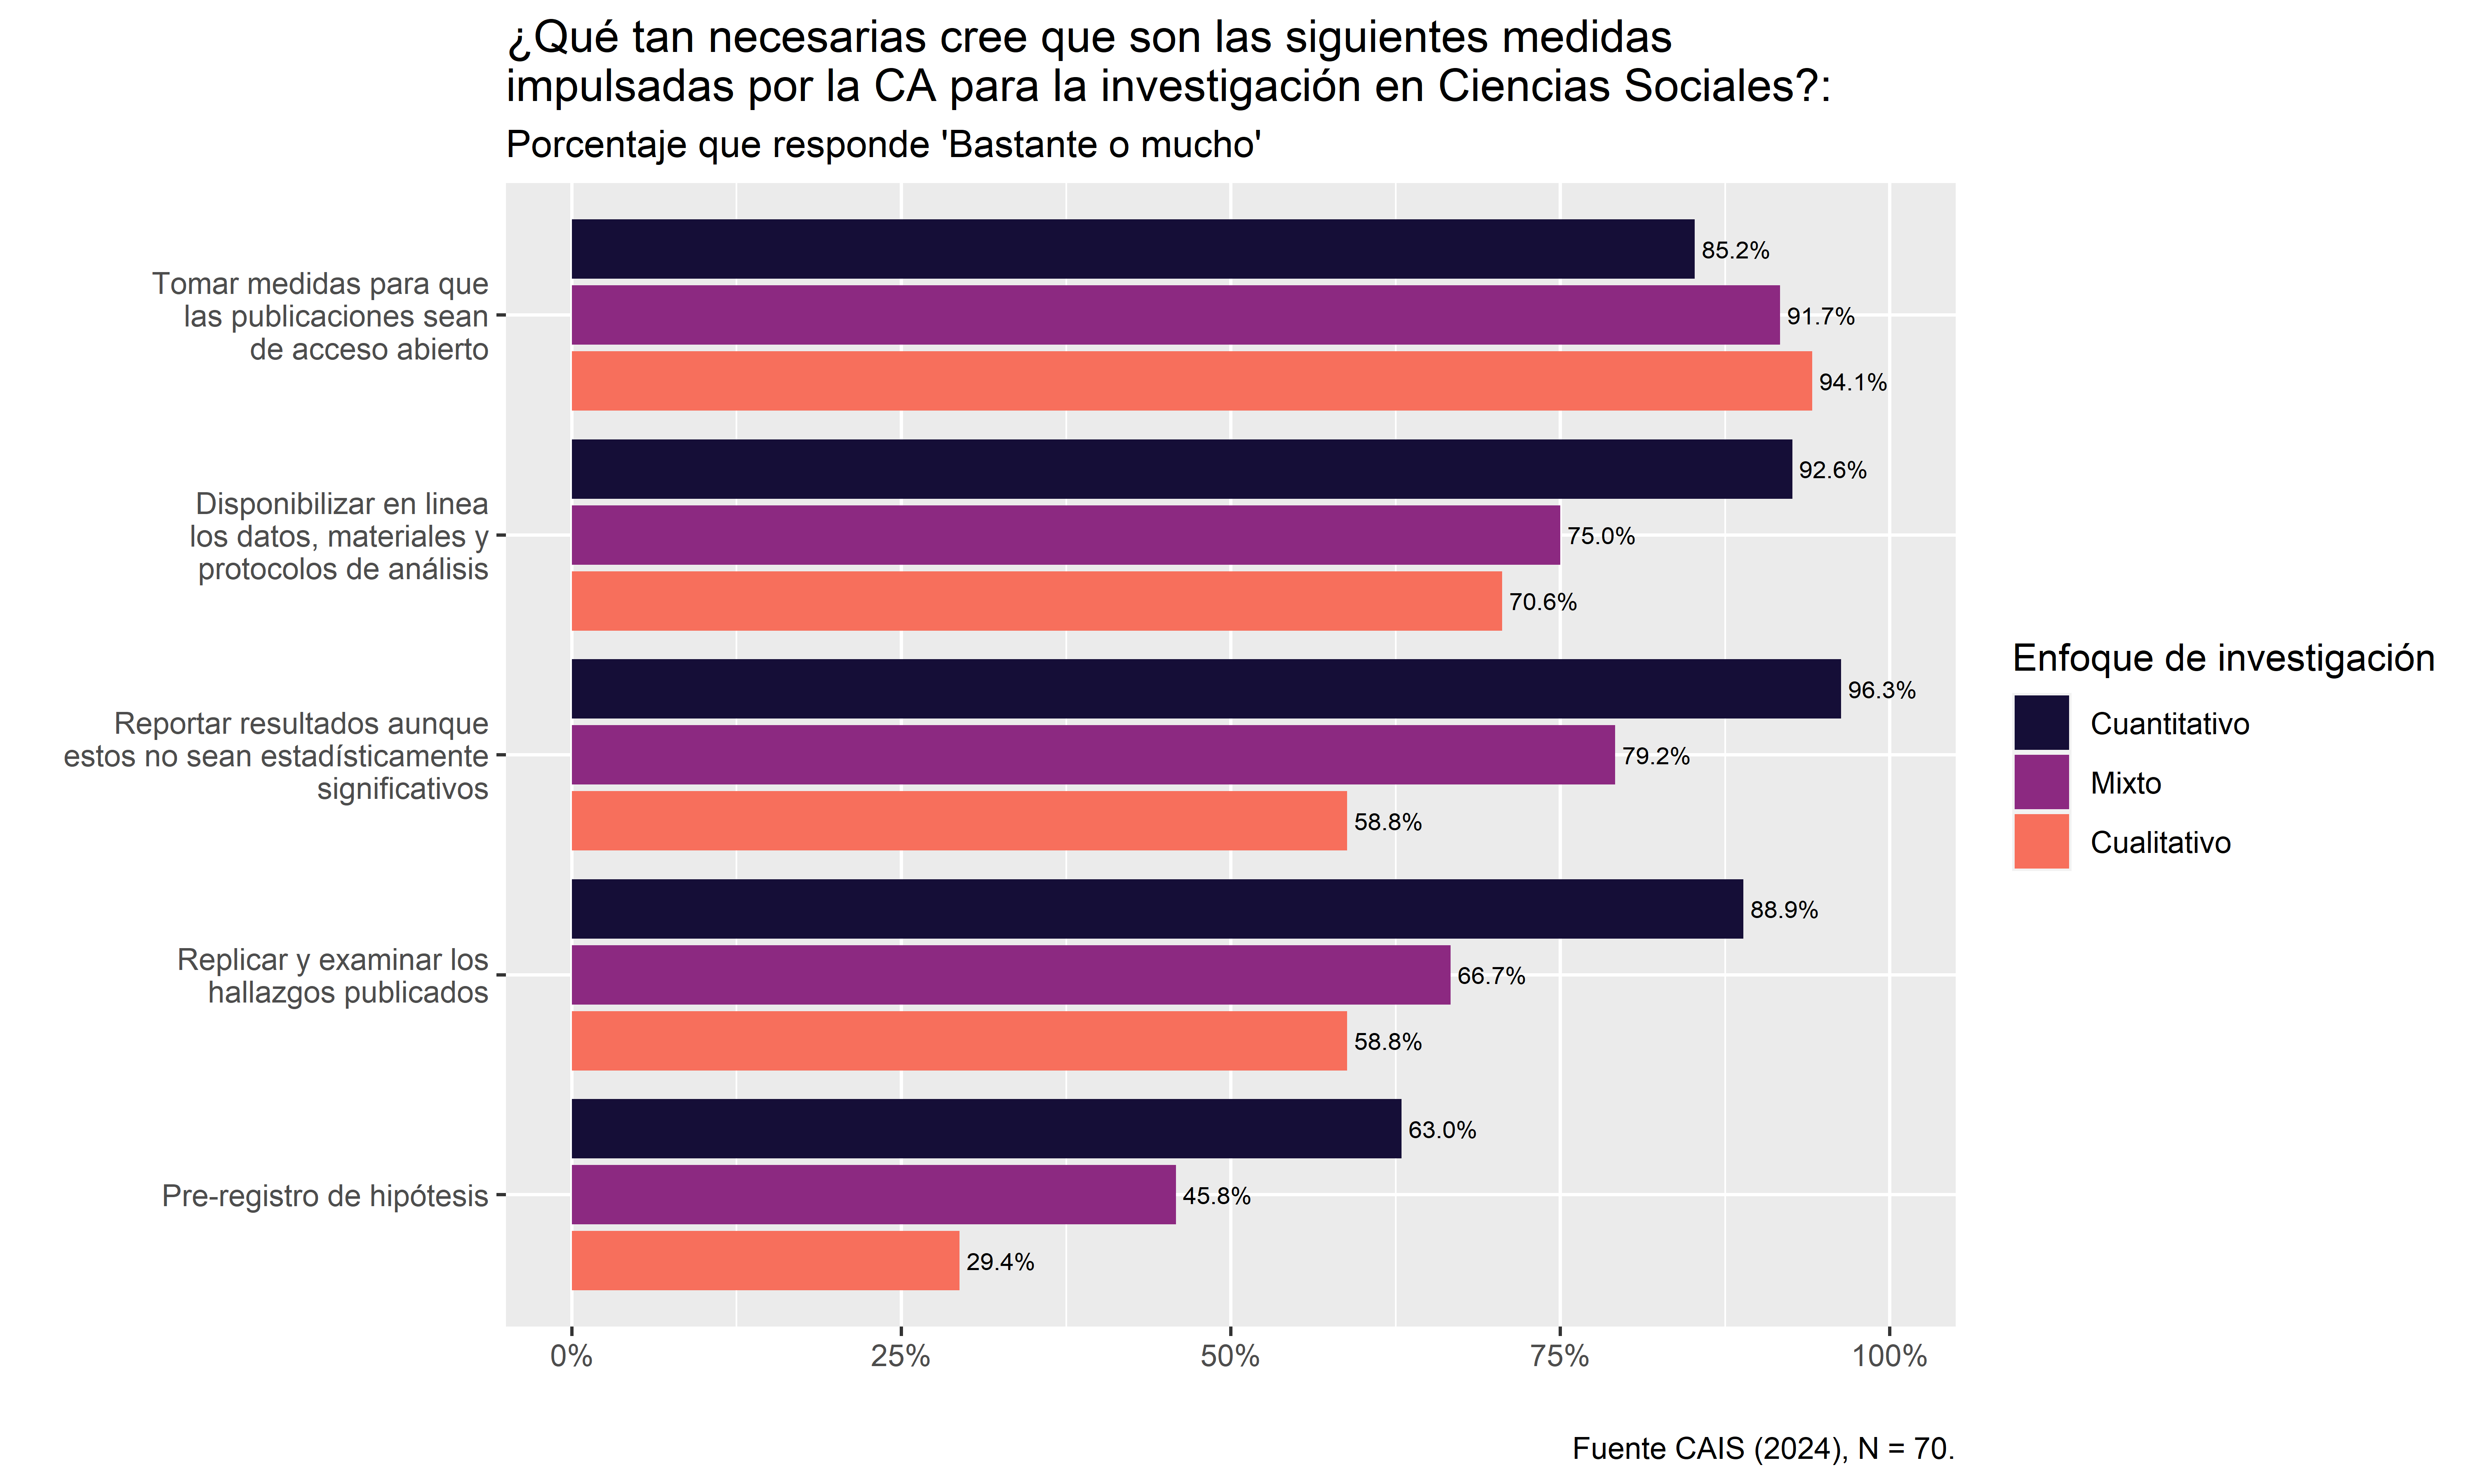 ¿Qué tan necesarias cree que son las siguientes medidas
impulsadas por la CA para la investigación en Ciencias Sociales?:
Porcentaje que responde 'Bastante o mucho'
Tomar medidas para que
las publicaciones sean
de acceso abierto
85.2%
91.7%
94.1%
Disponibilizar en linea
los datos, materiales y
protocolos de análisis
92.6%
75.0%
70.6%
Reportar resultados aunque
estos no sean estadísticamente
significativos
96.3%
79.2%
58.8%
Replicar y examinar los
hallazgos publicados
88.9%
66.7%
58.8%
Pre-registro de hipótesis
63.0%
45.8%
29.4%
0%
25%
50%
75%
100%
Enfoque de investigación
Cuantitativo
Mixto
Cualitativo
Fuente CAIS (2024), N = 70.